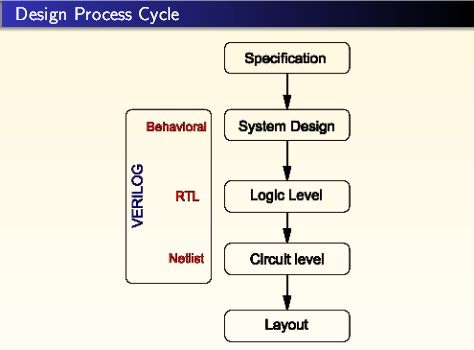 Design Process Cycle
Specification
Behavioral
System Design
VERILOG
RTL
Logic Level
Netlist
Circuit level
Layout